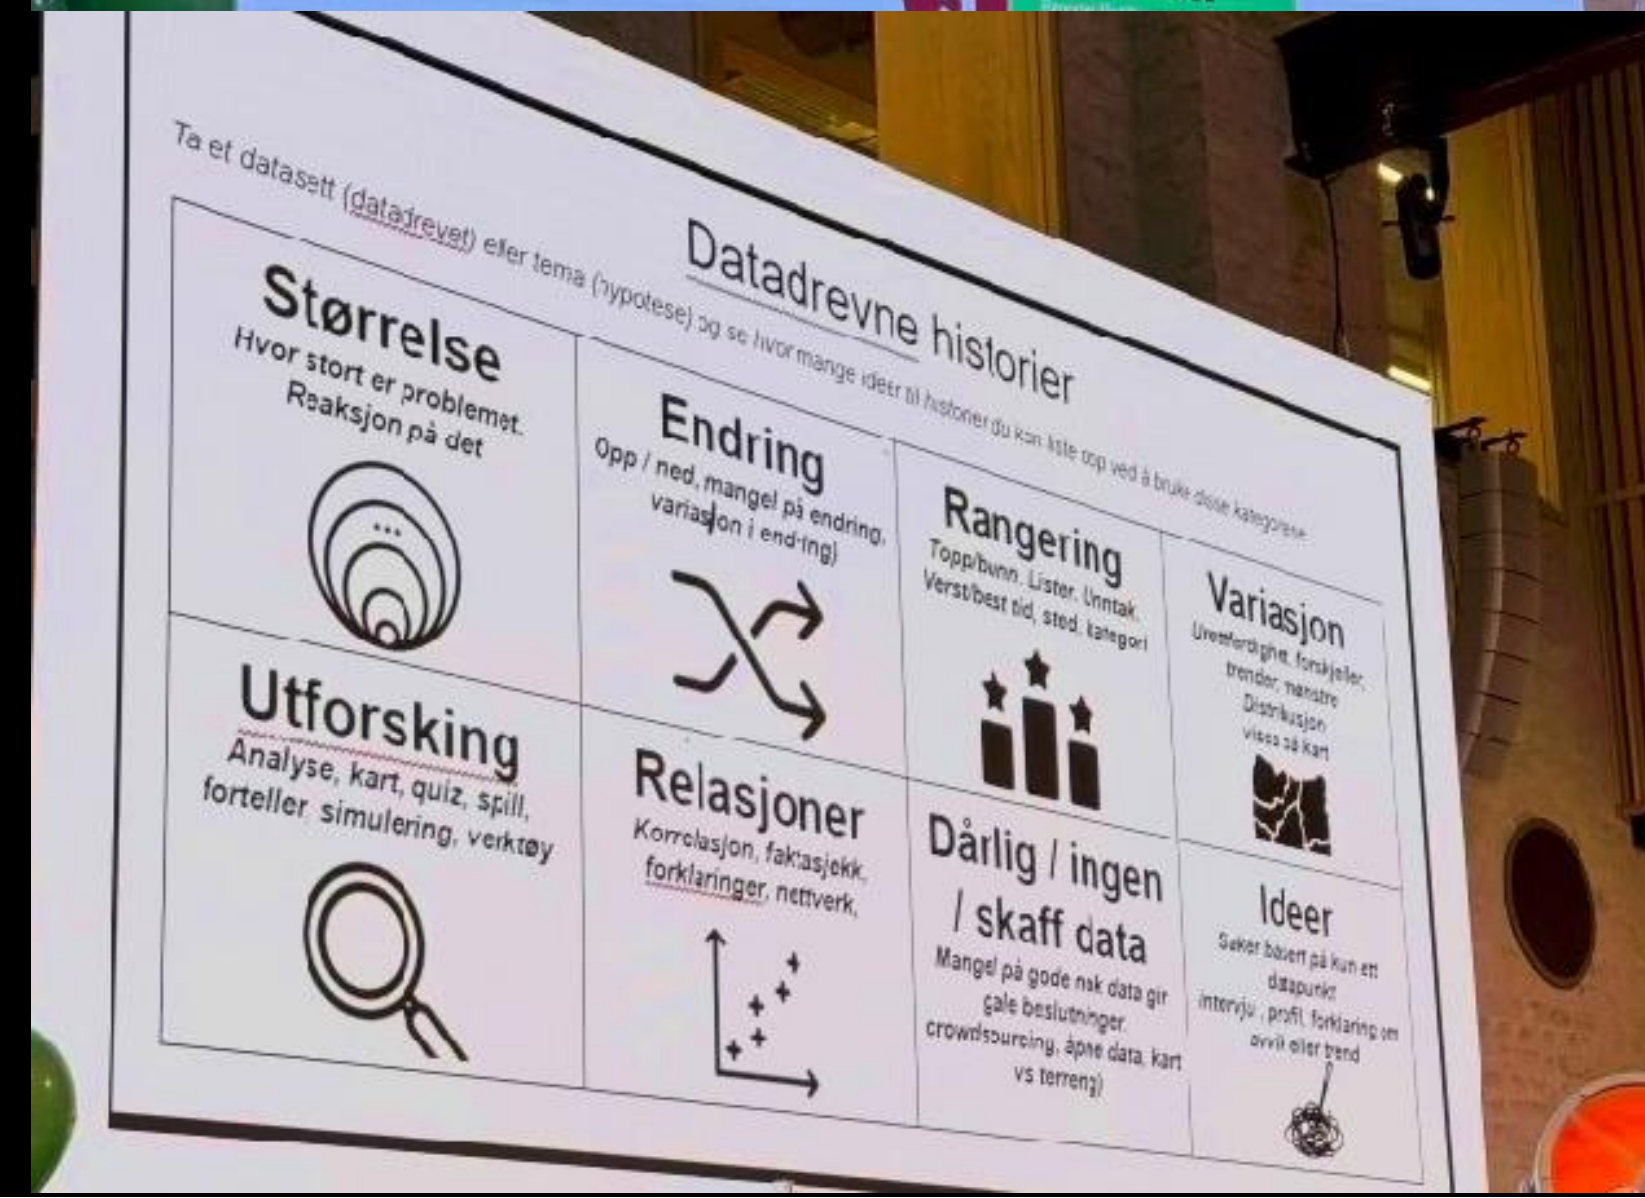 Datadrevne historier
Ta et datasett (datadrevet) eller tema (hypotese) og se hvor mange ideer til historier du kan liste opp ved å bruke disse kategoriene
Størrelse
Hvor stort er problemet.
Reaksjon på det
Endring
Opp / ned, mangel på endring,
variasjon i endring)
Rangering
Topp/bunn. Lister. Unntak.
Verst/best tid, sted, kategori
Variasjon
Urettferdighet, forskjeller,
trender, mønstre
Distribusjon
vises på kart
Utforsking
Analyse, kart, quiz, spill,
forteller, simulering, verktøy
Relasjoner
Korrelasjon, faktasjekk,
forklaringer, nettverk,
Dårlig / ingen
/ skaff data
Mangel på gode nok data gir
gale beslutninger.
crowdsourcing, åpne data, kart
vs terreng)
Ideer
Saker basert på kun ett
datapunkt
intervju, profil, forklaring om
avvik eller trend